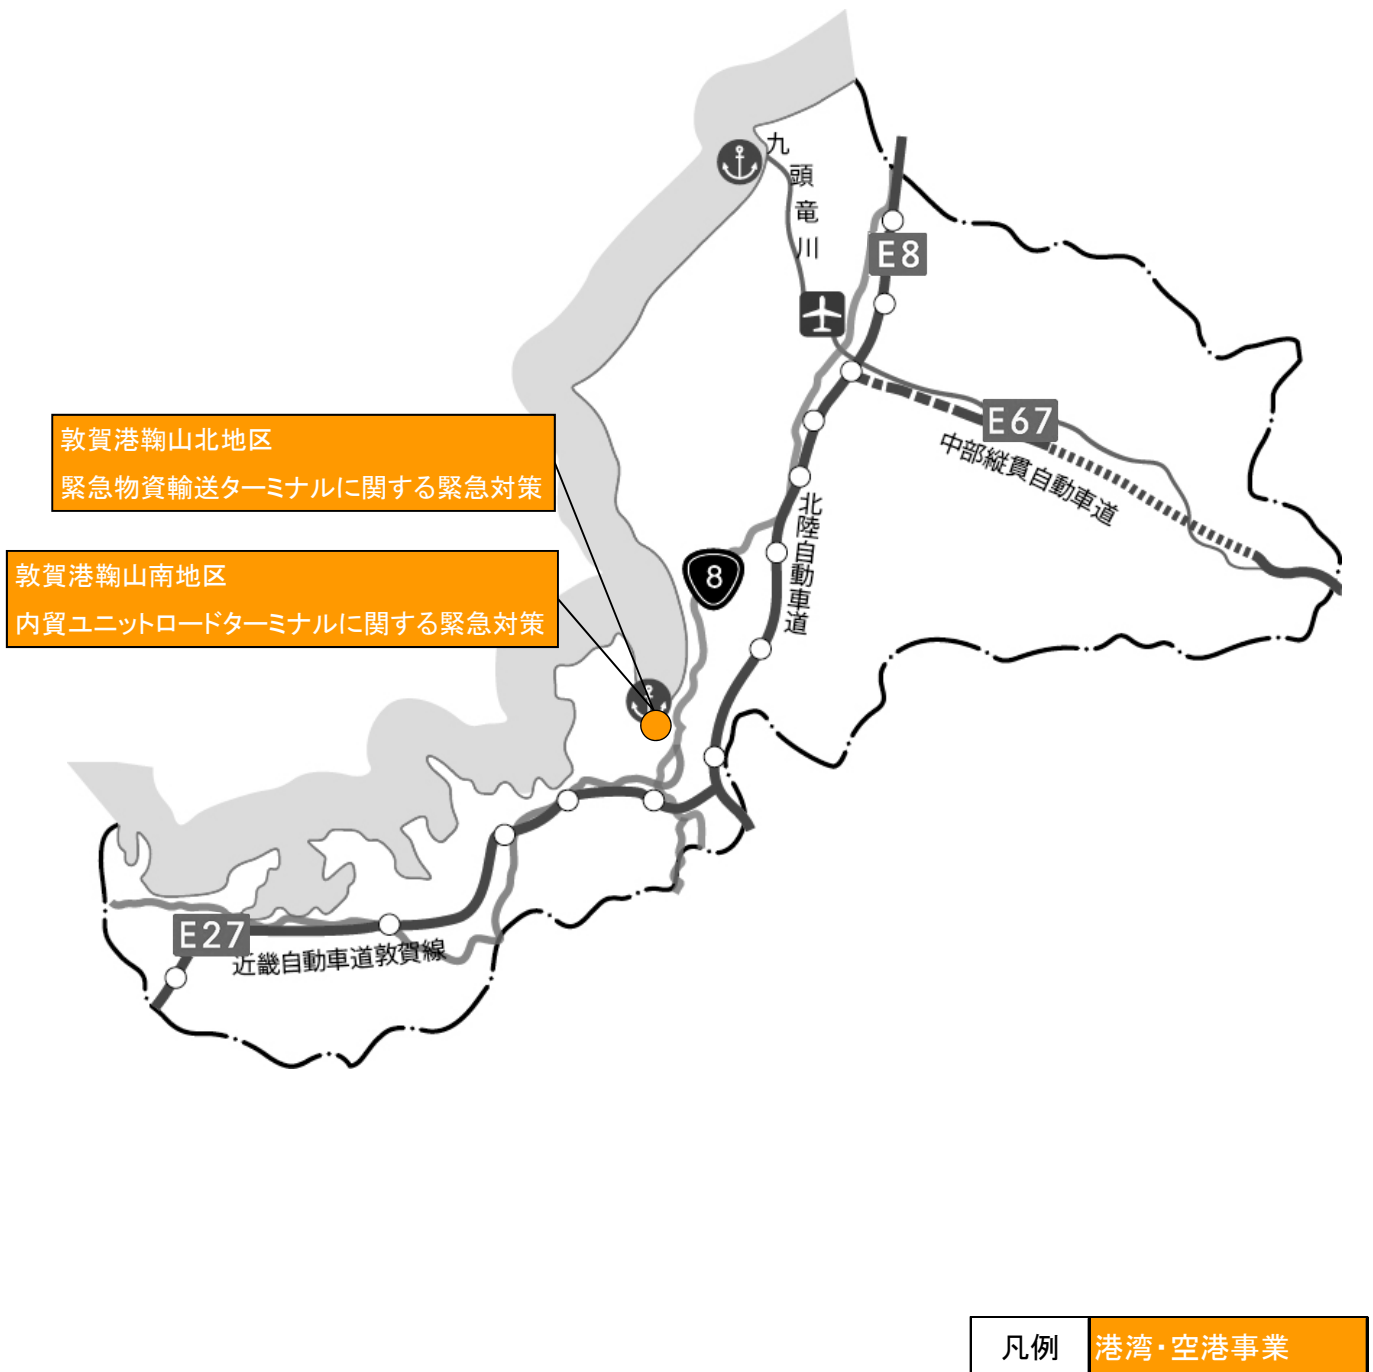 九頭竜川
E8
E67
中部縦貫自動車道
敦賀港鞠山北地区
緊急物資輸送ターミナルに関する緊急対策
北陸自動車道
8
敦賀港鞠山南地区
内貿ユニットロードターミナルに関する緊急対策
E27
近畿自動車道敦賀線
凡例
港湾・空港事業